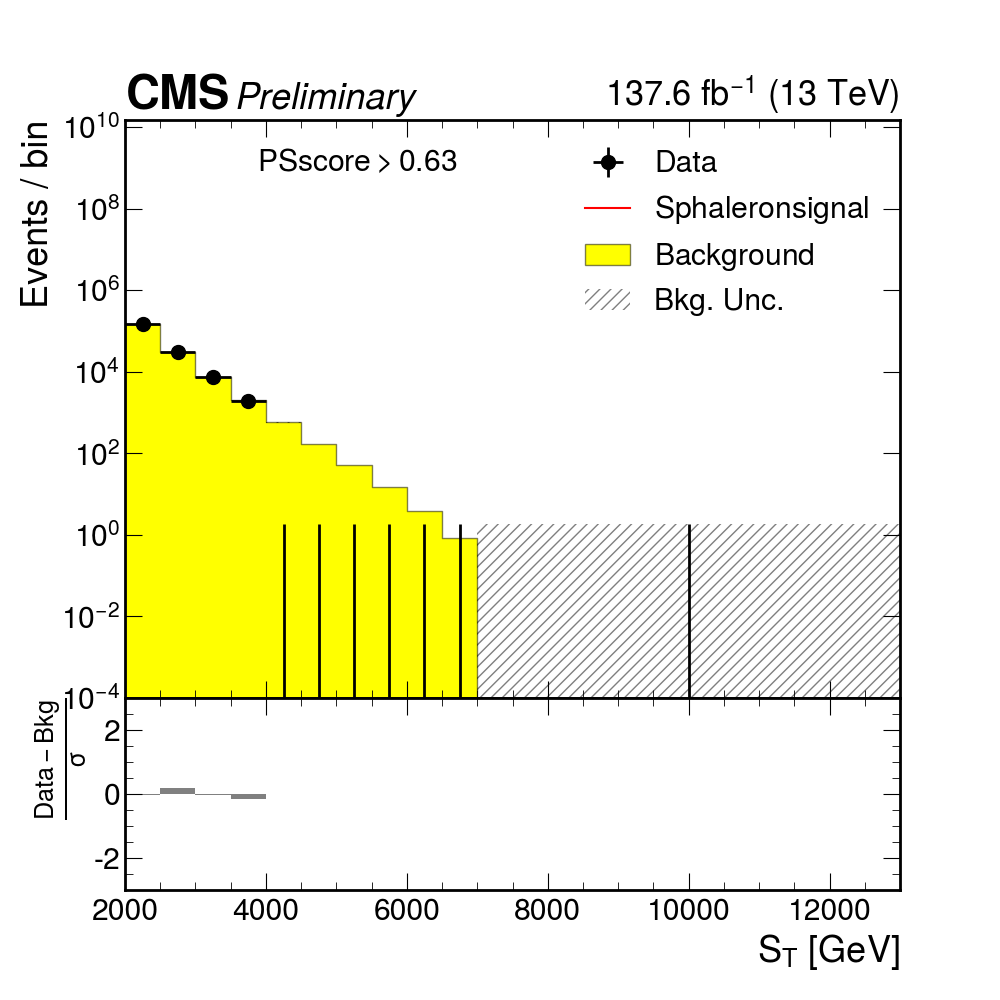 CMS Preliminary 137.6 fb⁻¹ (13 TeV)
Events / bin
10¹⁰
10⁸
10⁶
10⁴
10²
10⁰
10⁻²
10⁻⁴
PSscore > 0.63
Data
Sphaleronsignal
Background
Bkg. Unc.
Data – Bkg
σ
2
0
-2
2000 4000 6000 8000 10000 12000
S_T [GeV]